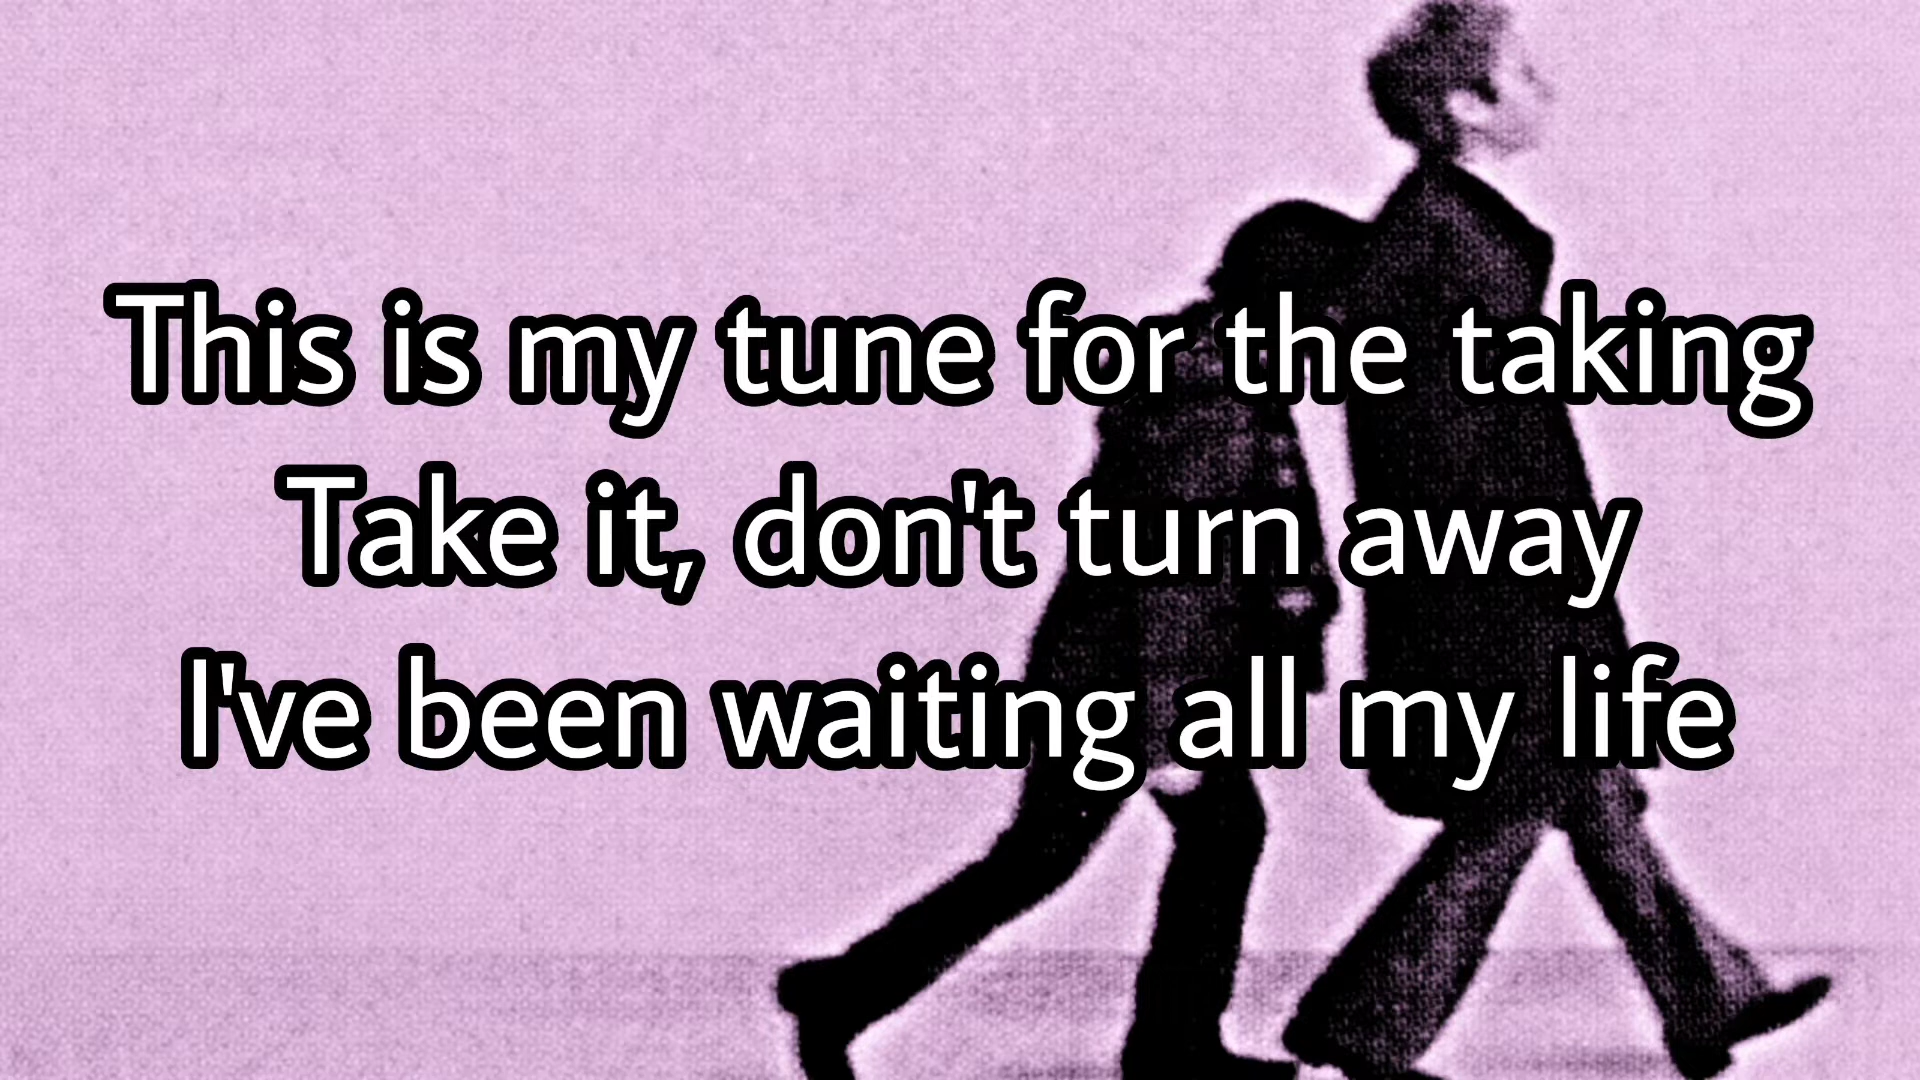 This is my tune for the taking
Take it, don't turn away
I've been waiting all my life